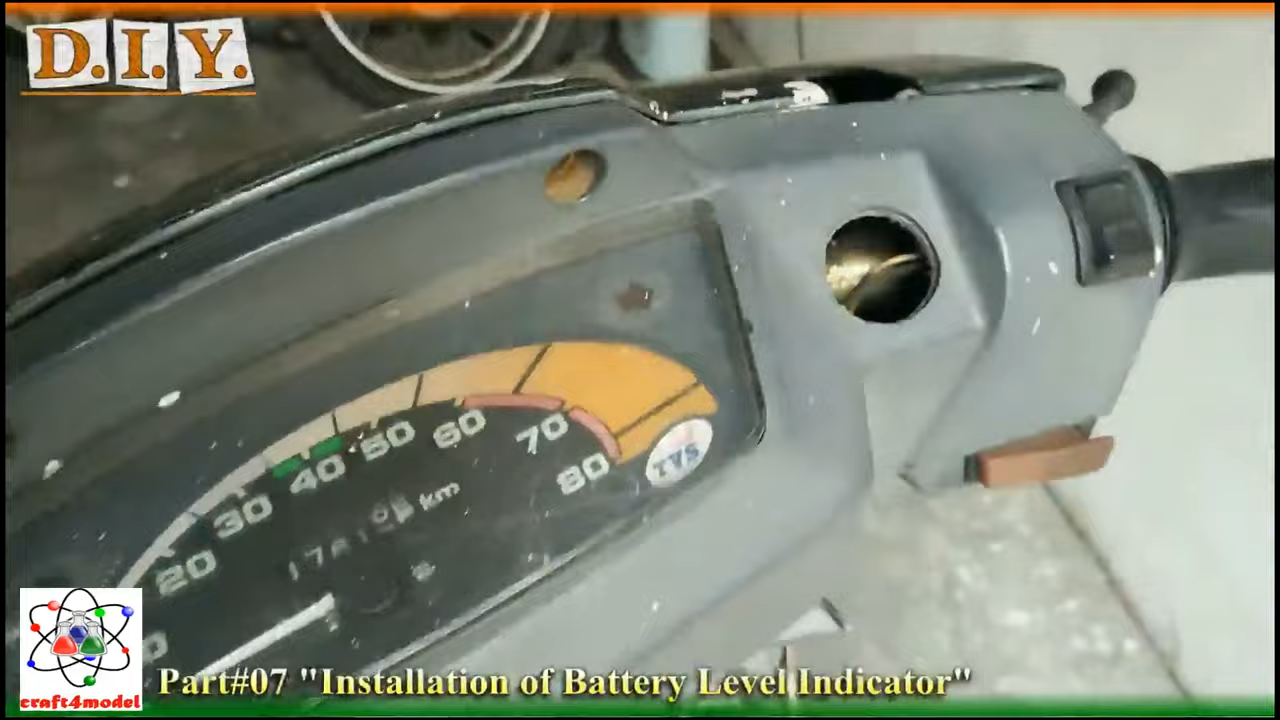 D.I.Y.
80
70
60
50
40
30
20
km
TVS
craft4model
Part#07 "Installation of Battery Level Indicator"